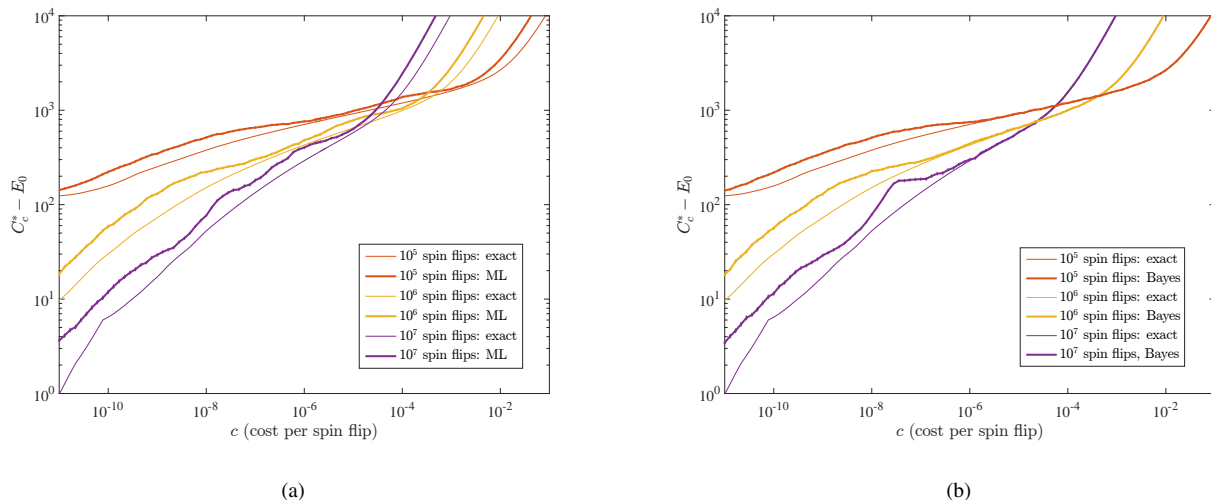 10^4
10^3
10^2
10^1
10^0
C_c^* − E_0
10^-10
10^-8
10^-6
10^-4
10^-2
c (cost per spin flip)
10^5 spin flips: exact
10^5 spin flips: ML
10^6 spin flips: exact
10^6 spin flips: ML
10^7 spin flips: exact
10^7 spin flips: ML
(a)
10^4
10^3
10^2
10^1
10^0
C_c^* − E_0
10^-10
10^-8
10^-6
10^-4
10^-2
c (cost per spin flip)
10^5 spin flips: exact
10^5 spin flips: Bayes
10^6 spin flips: exact
10^6 spin flips: Bayes
10^7 spin flips: exact
10^7 spin flips, Bayes
(b)